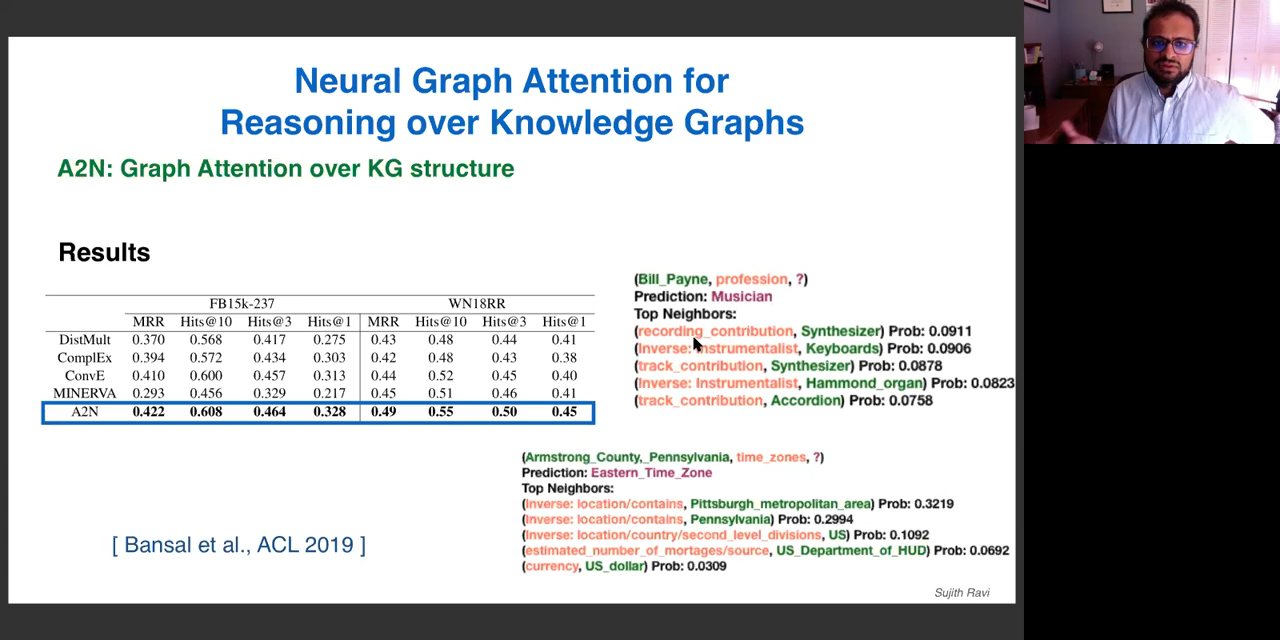 Neural Graph Attention for
Reasoning over Knowledge Graphs
A2N: Graph Attention over KG structure
Results
FB15k-237 WN18RR
MRR Hits@10 Hits@3 Hits@1 MRR Hits@10 Hits@3 Hits@1
DistMult 0.370 0.568 0.417 0.275 0.43 0.48 0.44 0.41
ComplEx 0.394 0.572 0.434 0.303 0.42 0.48 0.43 0.38
ConvE 0.410 0.600 0.457 0.313 0.44 0.52 0.45 0.40
MINERVA 0.293 0.456 0.329 0.217 0.45 0.51 0.46 0.41
A2N 0.422 0.608 0.464 0.328 0.49 0.55 0.50 0.45
(Bill_Payne, profession, ?)
Prediction: Musician
Top Neighbors:
(recording_contribution, Synthesizer) Prob: 0.0911
(Inverse: Instrumentalist, Keyboards) Prob: 0.0906
(track_contribution, Synthesizer) Prob: 0.0878
(Inverse: Instrumentalist, Hammond_organ) Prob: 0.0823
(track_contribution, Accordion) Prob: 0.0758
(Armstrong_County,_Pennsylvania, time_zones, ?)
Prediction: Eastern_Time_Zone
Top Neighbors:
(Inverse: location/contains, Pittsburgh_metropolitan_area) Prob: 0.3219
(Inverse: location/contains, Pennsylvania) Prob: 0.2994
(Inverse: location/country/second_level_divisions, US) Prob: 0.1092
(estimated_number_of_mortages/source, US_Department_of_HUD) Prob: 0.0692
(currency, US_dollar) Prob: 0.0309
[ Bansal et al., ACL 2019 ]
Sujith Ravi